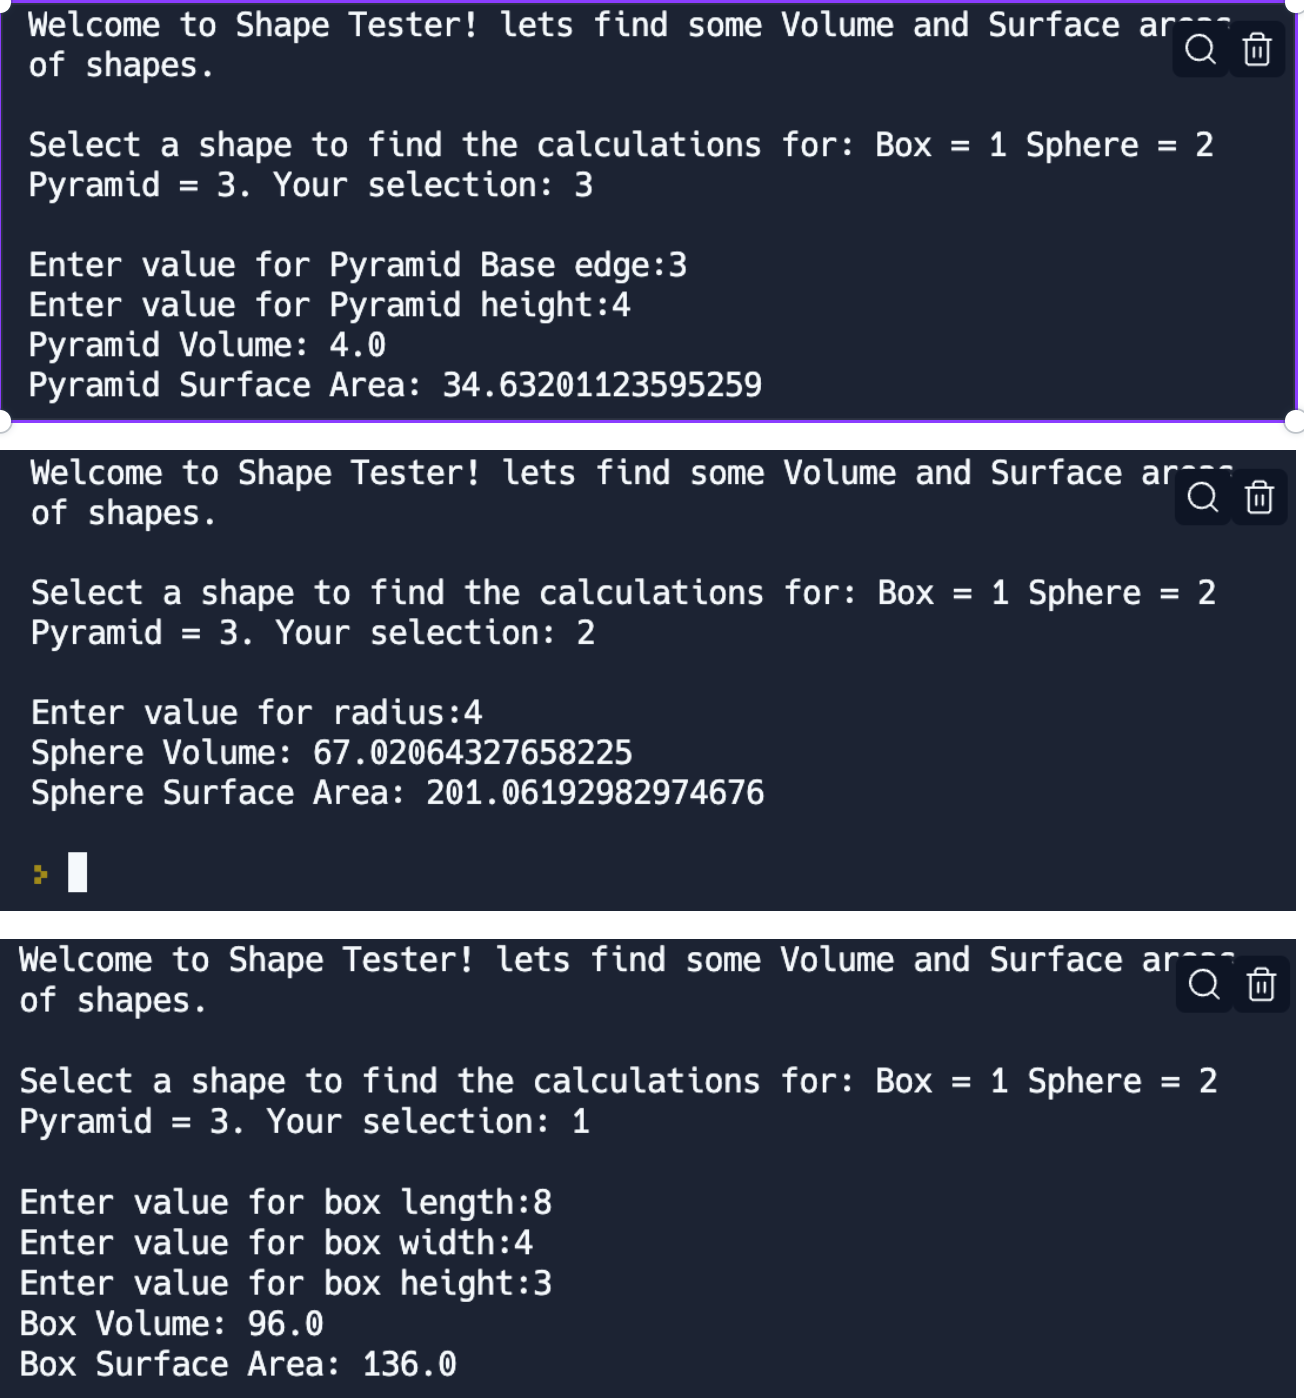 Welcome to Shape Tester! lets find some Volume and Surface
of shapes.
Select a shape to find the calculations for: Box = 1 Sphere = 2
Pyramid = 3. Your selection: 3
Enter value for Pyramid Base edge:3
Enter value for Pyramid height:4
Pyramid Volume: 4.0
Pyramid Surface Area: 34.63201123595259
Welcome to Shape Tester! lets find some Volume and Surface
of shapes.
Select a shape to find the calculations for: Box = 1 Sphere = 2
Pyramid = 3. Your selection: 2
Enter value for radius:4
Sphere Volume: 67.02064327658225
Sphere Surface Area: 201.06192982974676
Welcome to Shape Tester! lets find some Volume and Surface
of shapes.
Select a shape to find the calculations for: Box = 1 Sphere = 2
Pyramid = 3. Your selection: 1
Enter value for box length:8
Enter value for box width:4
Enter value for box height:3
Box Volume: 96.0
Box Surface Area: 136.0